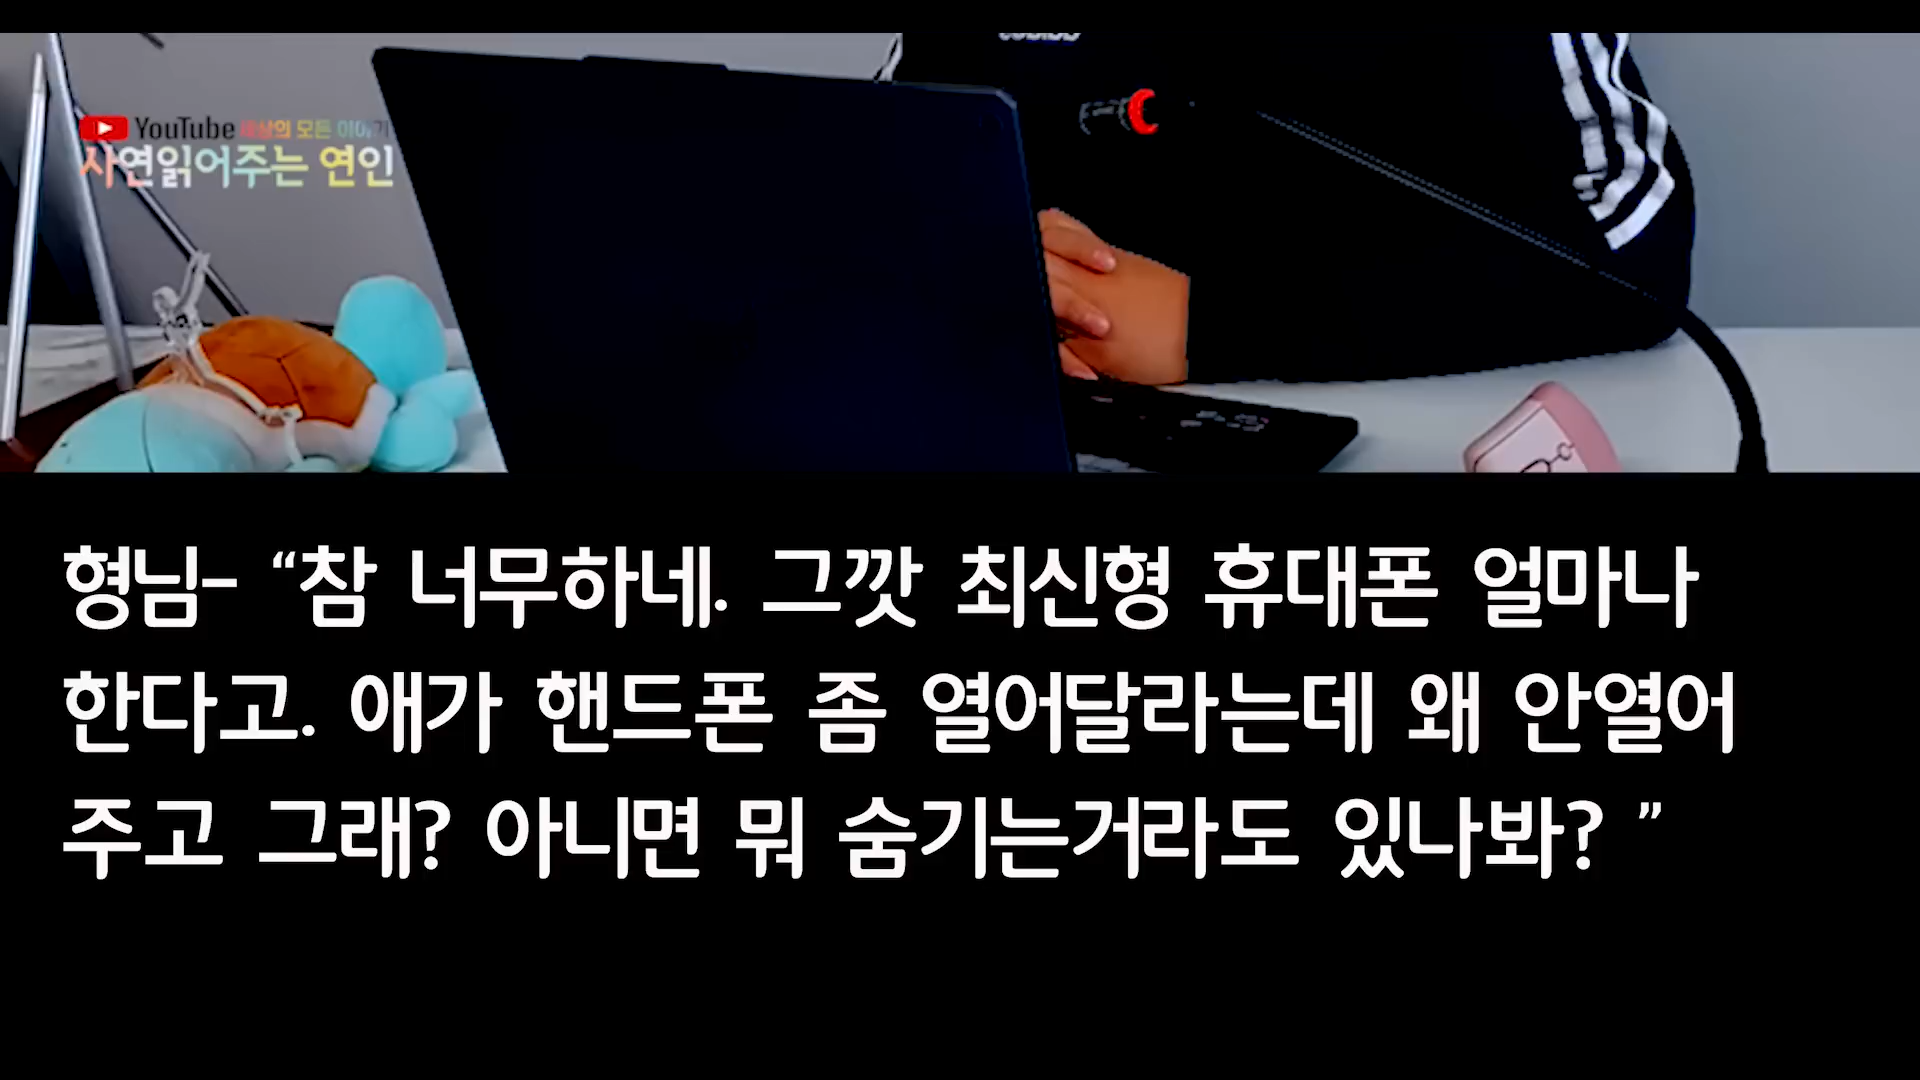 YouTube 세상의 모든 이야기
사연읽어주는 연인
형님- “참 너무하네. 그깟 최신형 휴대폰 얼마나
한다고. 애가 핸드폰 좀 열어달라는데 왜 안열어
주고 그래? 아니면 뭐 숨기는거라도 있나봐? ”